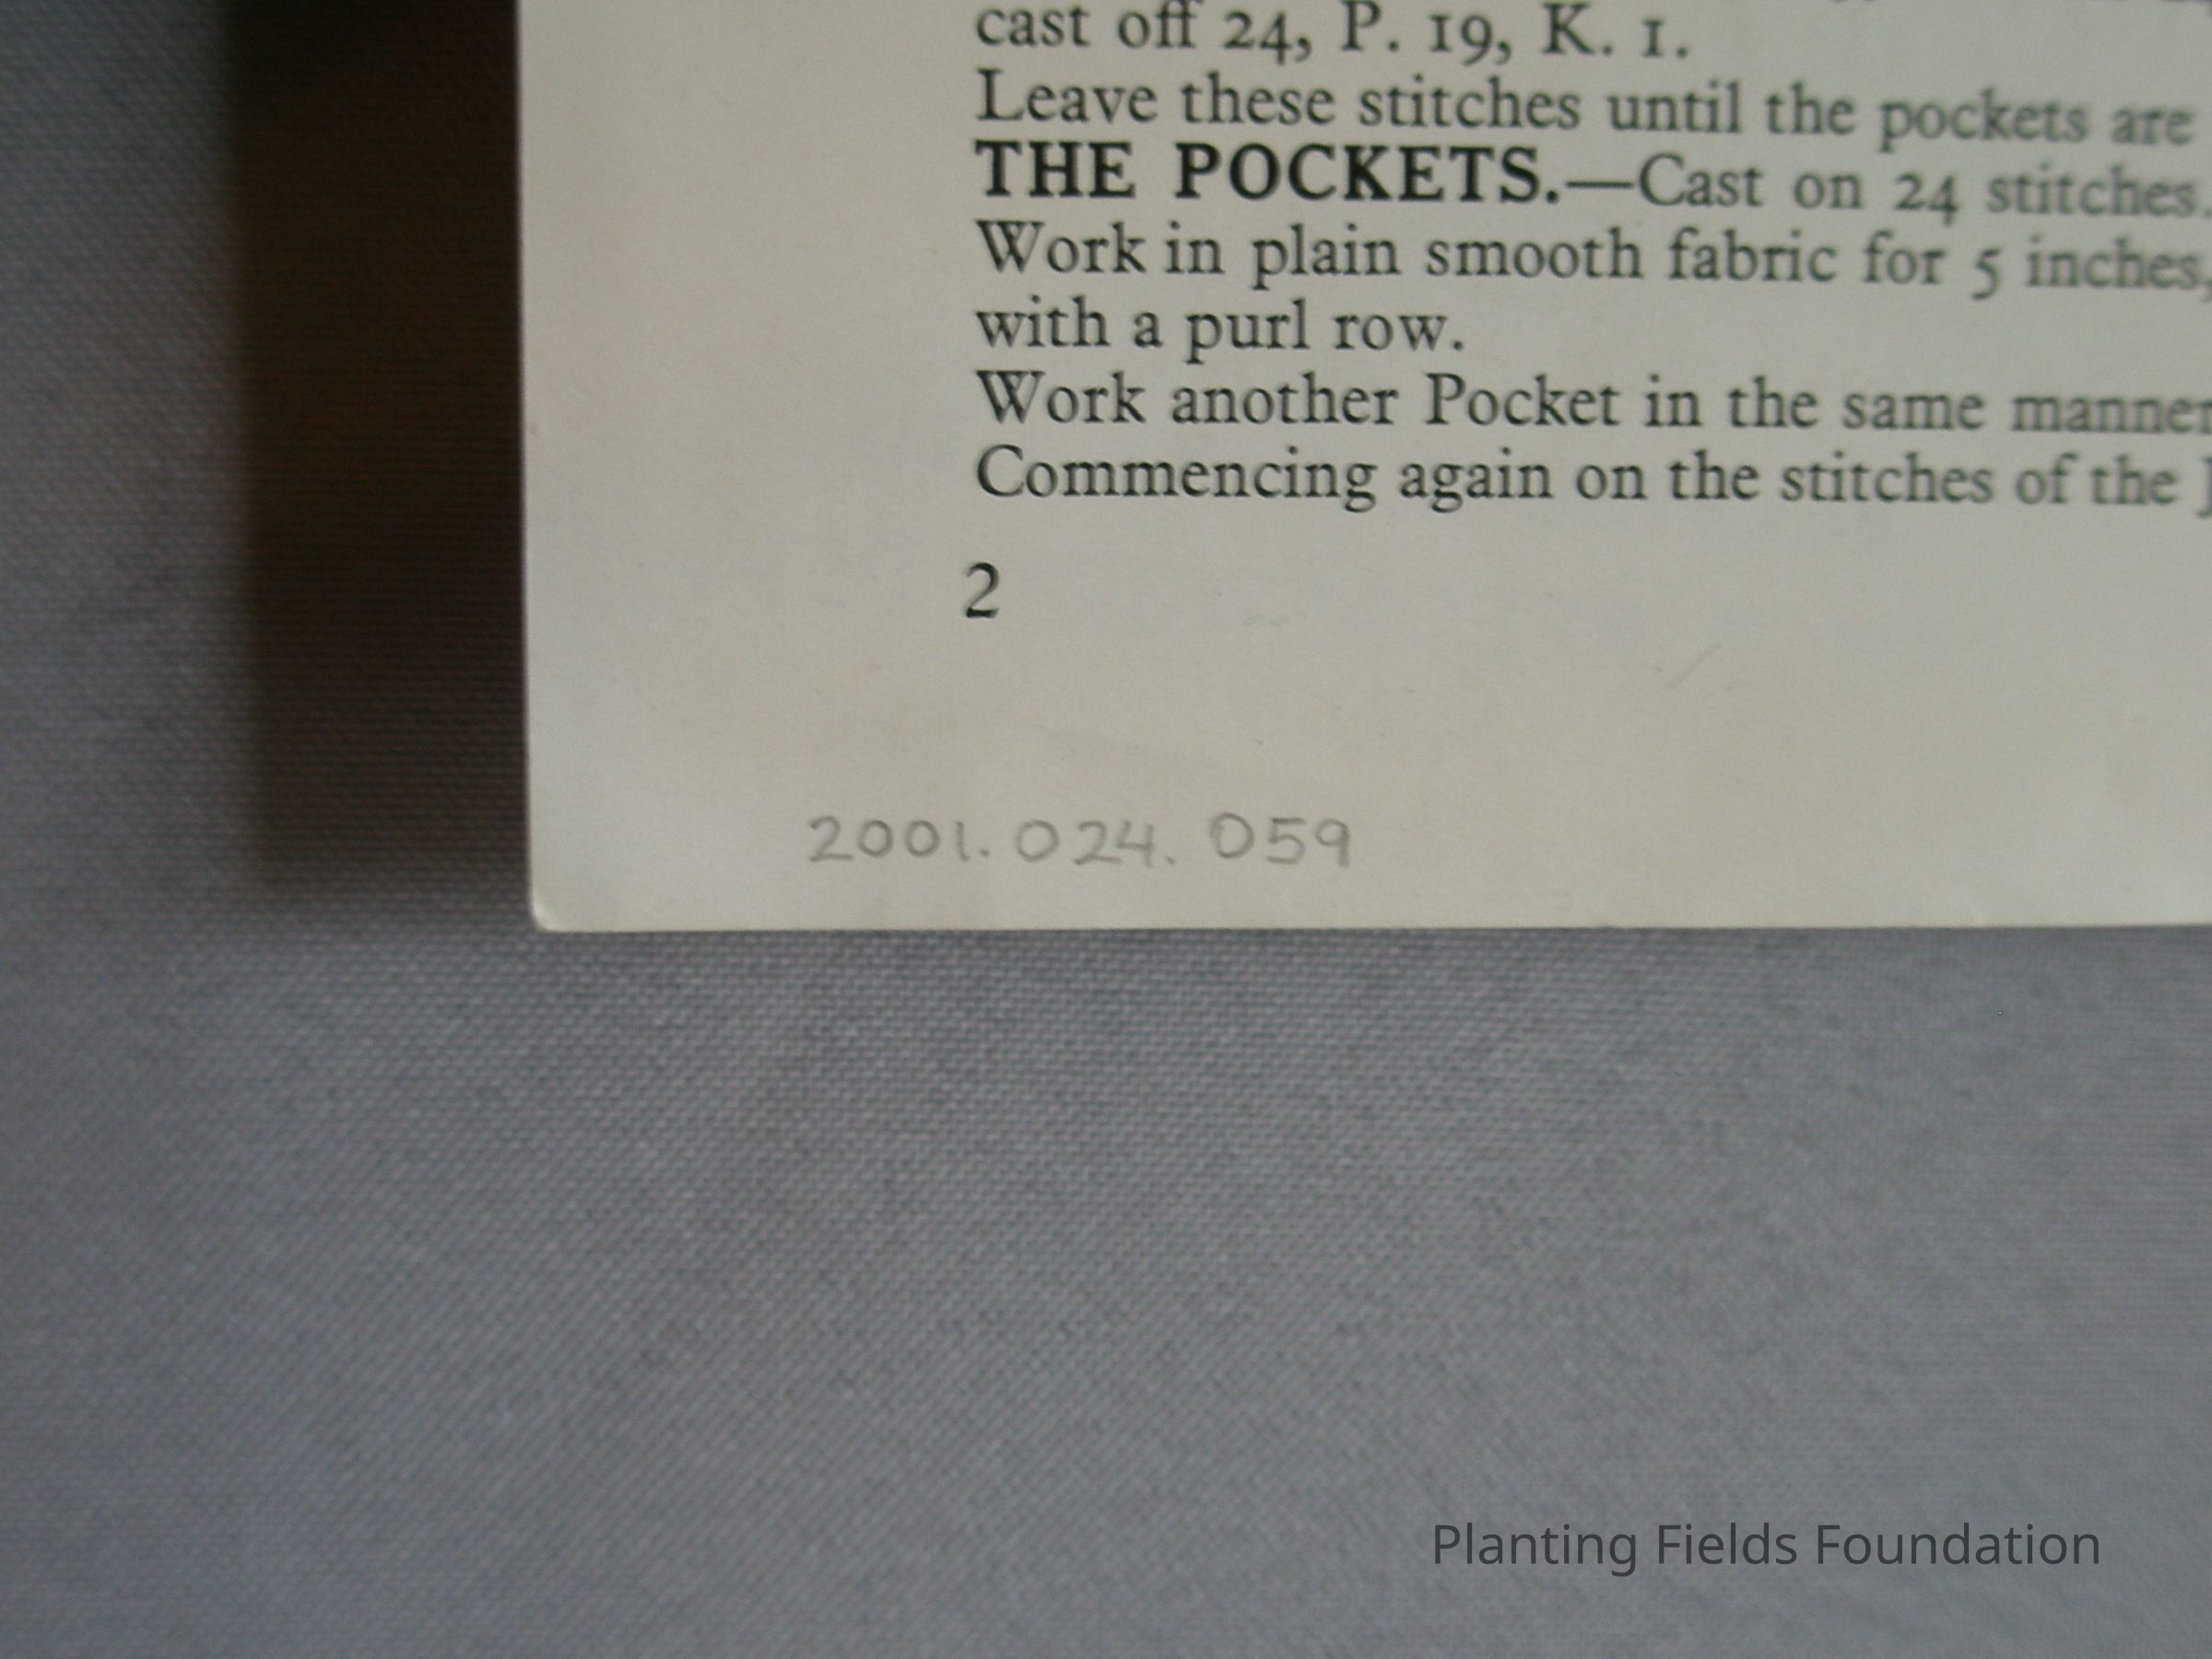 cast off 24, P. 19, K. 1.
Leave these stitches until the pockets are
THE POCKETS.—Cast on 24 stitches.
Work in plain smooth fabric for 5 inches,
with a purl row.
Work another Pocket in the same manner
Commencing again on the stitches of the
2
2001.024.059
Planting Fields Foundation